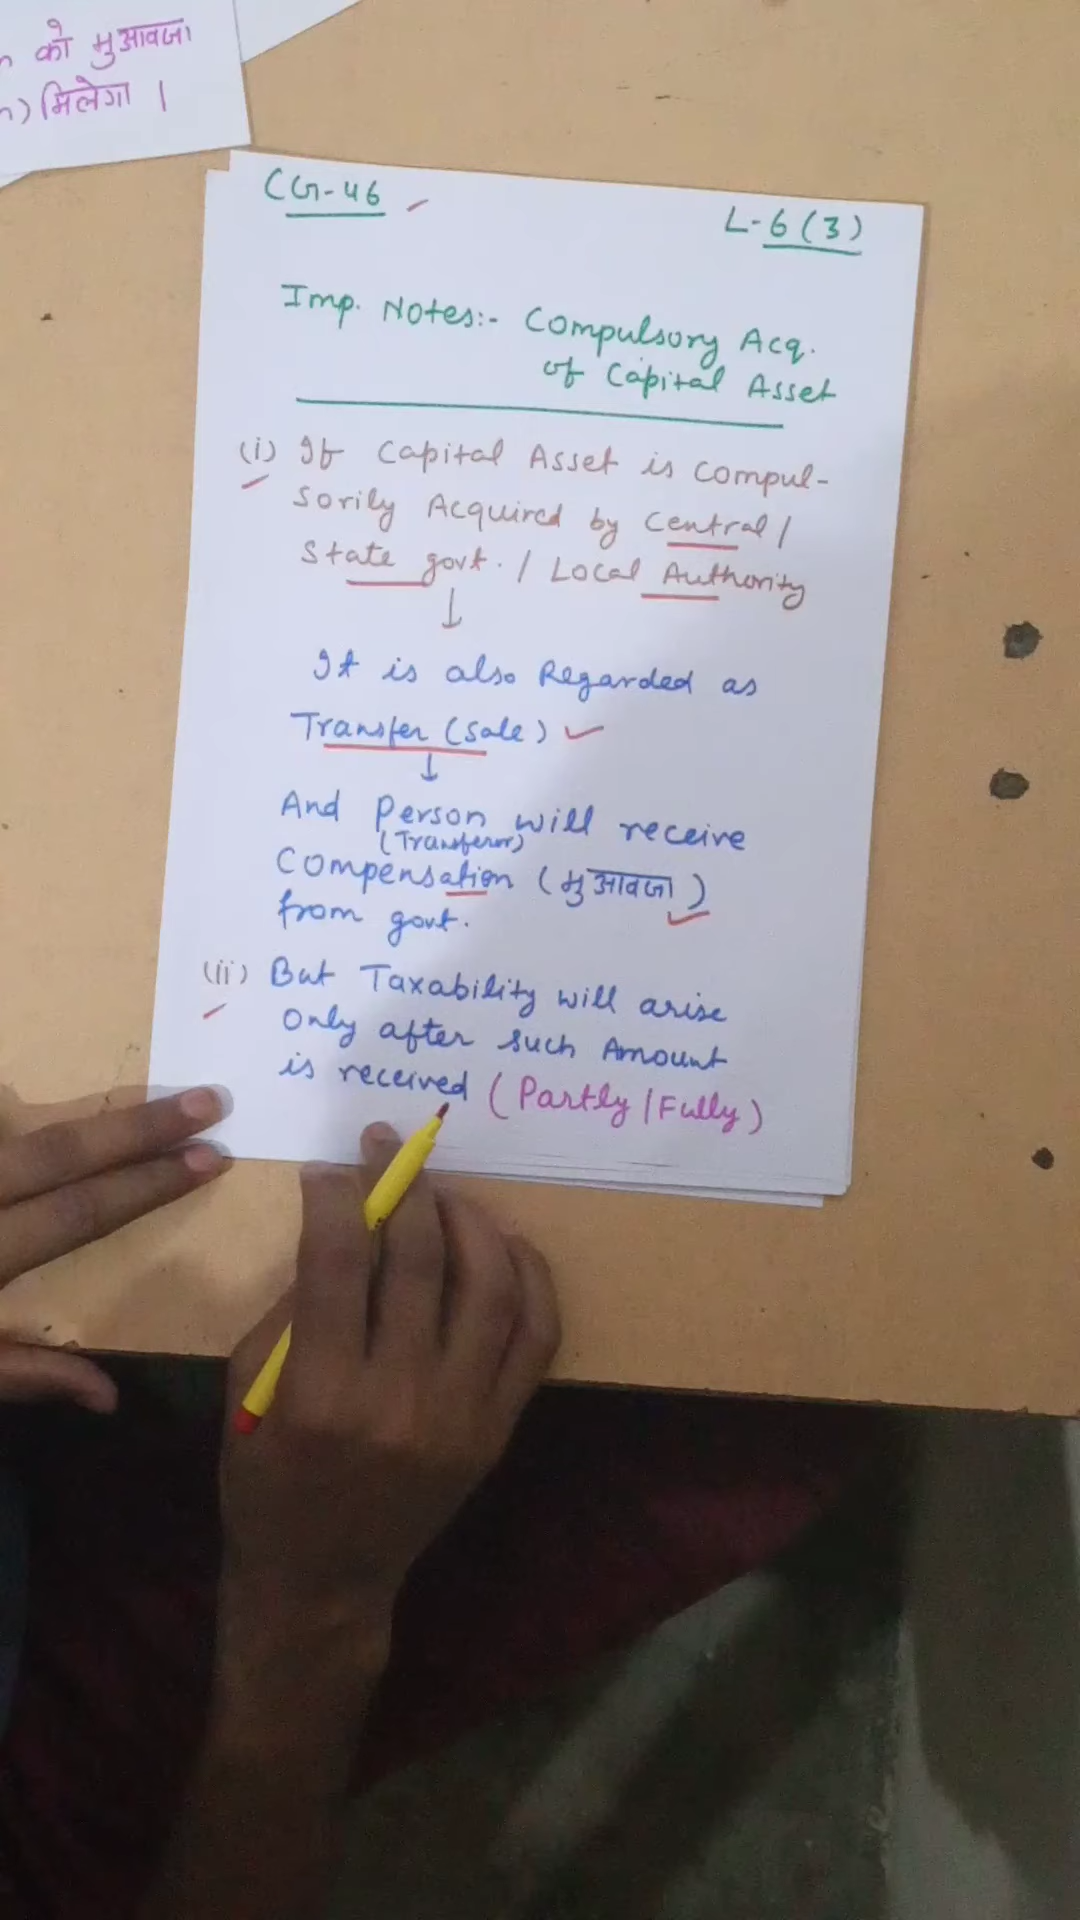 को मुआवजा
मिलेगा ।
CG-46
L-6(3)
Imp. Notes:- Compulsory Acq.
of Capital Asset
(i) If Capital Asset is compul-
sorily Acquired by Central/
State govt. / Local Authority
↓
It is also Regarded as
Transfer (Sale) ✓
↓
And Person will receive
(Transferor)
Compensation (मुआवजा)
from govt.
(ii) But Taxability will arise
only after such Amount
is received (Partly/Fully)